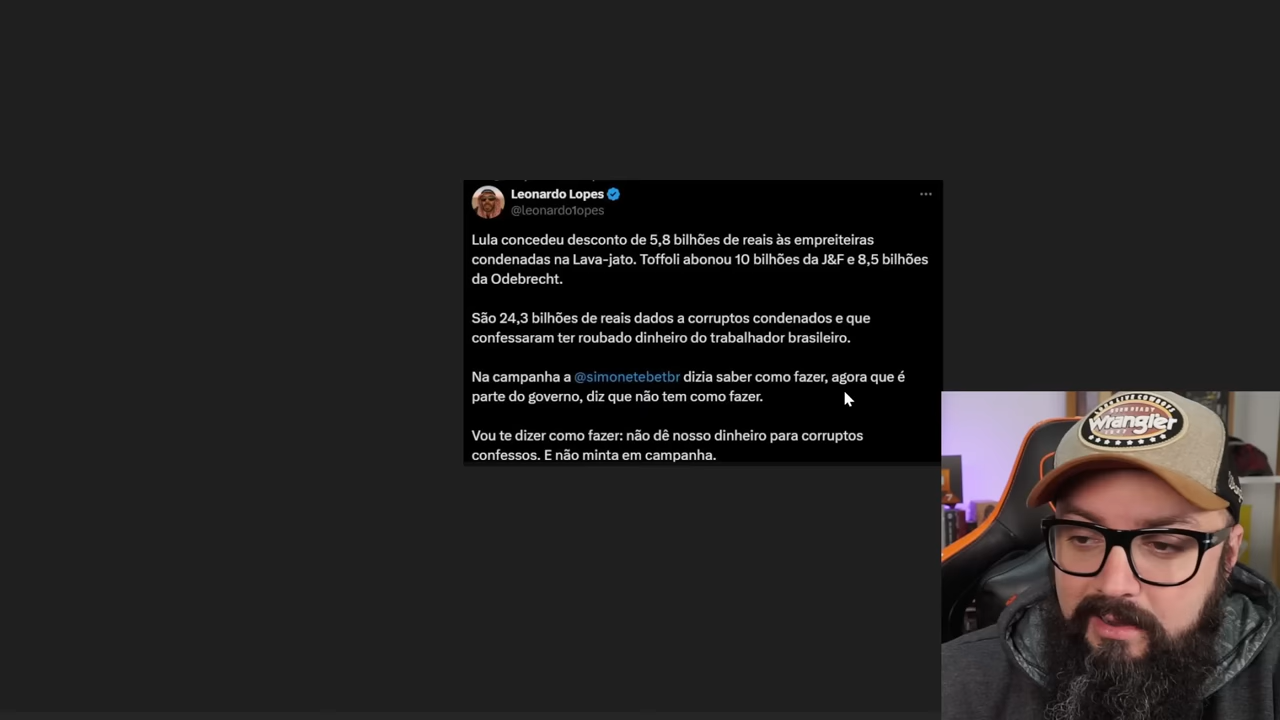 Leonardo Lopes
@leonardo1opes
Lula concedeu desconto de 5,8 bilhões de reais às empreiteiras
condenadas na Lava-jato. Toffoli abonou 10 bilhões da J&F e 8,5 bilhões
da Odebrecht.
São 24,3 bilhões de reais dados a corruptos condenados e que
confessaram ter roubado dinheiro do trabalhador brasileiro.
Na campanha a @simonetebetbr dizia saber como fazer, agora que é
parte do governo, diz que não tem como fazer.
Vou te dizer como fazer: não dê nosso dinheiro para corruptos
confessos. E não minta em campanha.
LONG LIVE COWBOYS
Wrangler